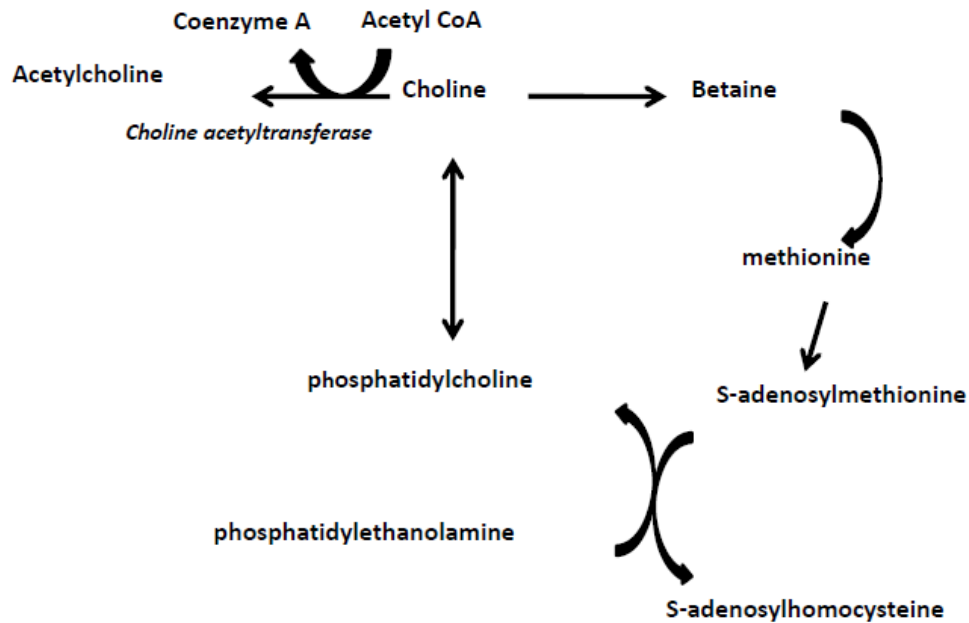 Coenzyme A
Acetyl CoA
Acetylcholine
Choline
Betaine
Choline acetyltransferase
methionine
phosphatidylcholine
S-adenosylmethionine
phosphatidylethanolamine
S-adenosylhomocysteine